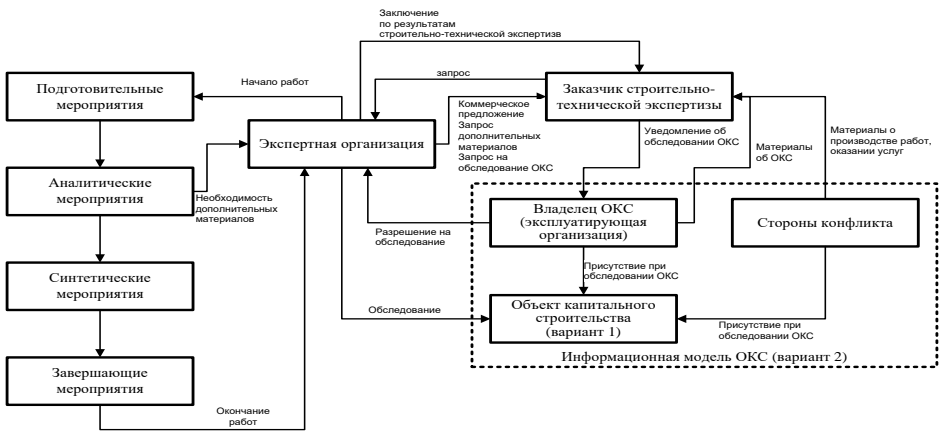 Заключение
по результатам
строительно-технической экспертизв
Начало работ
запрос
Подготовительные
мероприятия
Заказчик строительно-
технической экспертизы
Коммерческое
предложение
Запрос
дополнительных
материалов
Запрос на
обследование ОКС
Экспертная организация
Уведомление об
обследовании ОКС
Материалы
об ОКС
Материалы о
производстве работ,
оказании услуг
Аналитические
мероприятия
Необходимость
дополнительных
материалов
Разрешение на
обследование
Владелец ОКС
(эксплуатирующая
организация)
Стороны конфликта
Синтетические
мероприятия
Присутствие при
обследовании ОКС
Обследование
Объект капитального
строительства
(вариант 1)
Присутствие при
обследовании ОКС
Информационная модель ОКС (вариант 2)
Завершающие
мероприятия
Окончание
работ